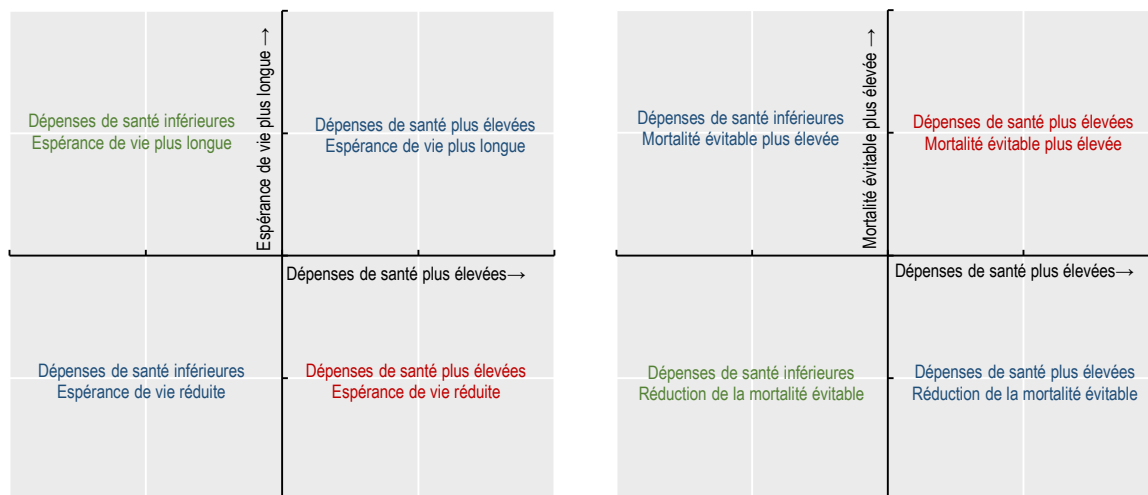 Dépenses de santé inférieures
Espérance de vie plus longue
Espérance de vie plus longue →
Dépenses de santé plus élevées
Espérance de vie plus longue
Dépenses de santé plus élevées→
Dépenses de santé inférieures
Espérance de vie réduite
Dépenses de santé plus élevées
Espérance de vie réduite
Dépenses de santé inférieures
Mortalité évitable plus élevée
Mortalité évitable plus élevée →
Dépenses de santé plus élevées
Mortalité évitable plus élevée
Dépenses de santé plus élevées→
Dépenses de santé inférieures
Réduction de la mortalité évitable
Dépenses de santé plus élevées
Réduction de la mortalité évitable